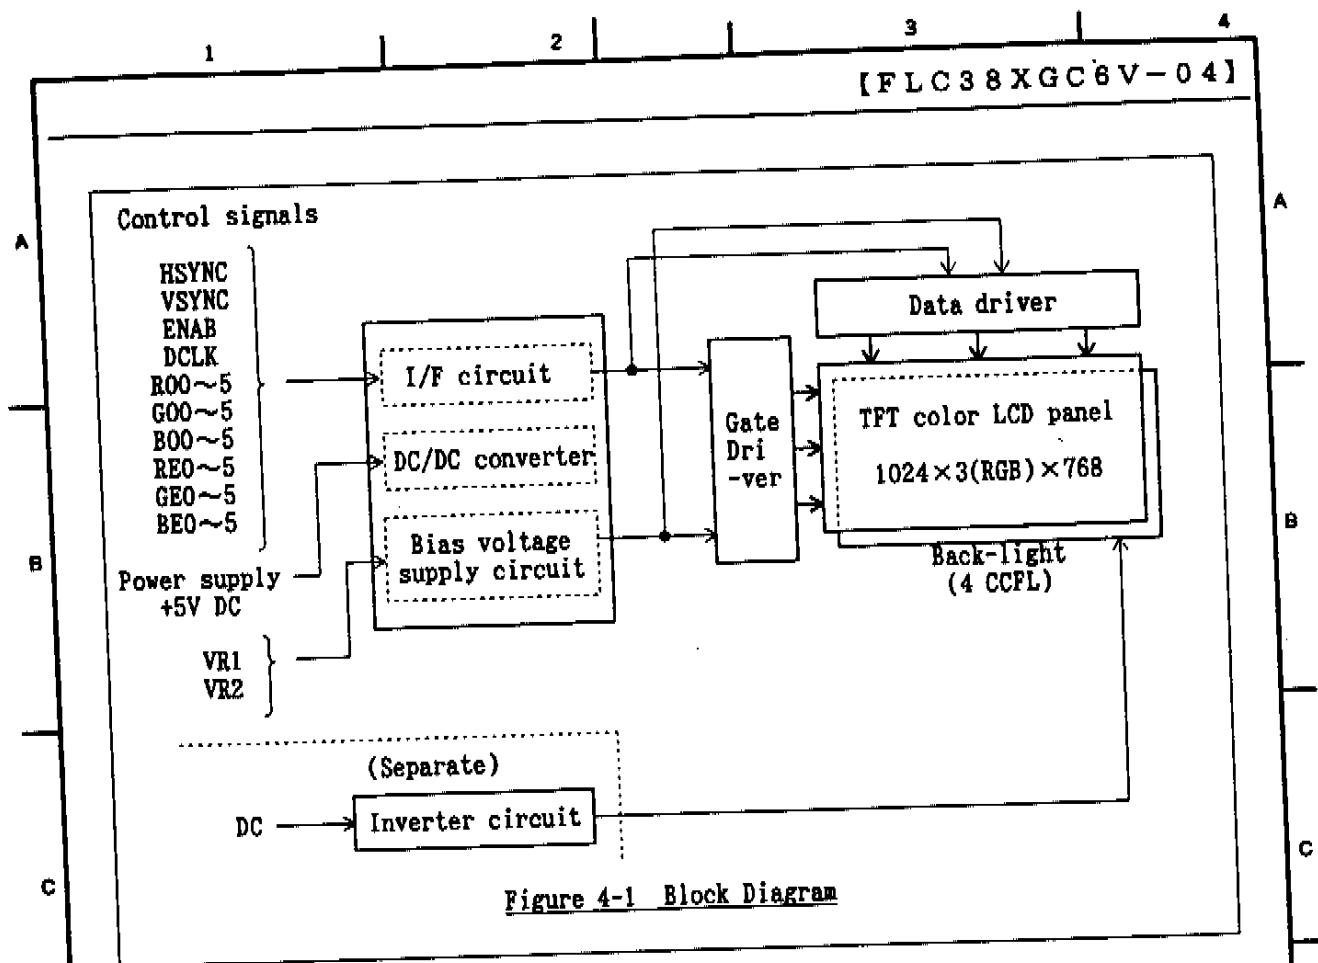 1 2 3 4
[FLC38XGC6V-04]
A
A
Control signals
HSYNC
VSYNC
ENAB
DCLK
RO0~5
GO0~5
BO0~5
RE0~5
GE0~5
BE0~5
Power supply
+5V DC
VR1
VR2
I/F circuit
DC/DC converter
Bias voltage
supply circuit
Gate
Dri
-ver
Data driver
TFT color LCD panel
1024×3(RGB)×768
Back-light
(4 CCFL)
B
B
(Separate)
DC
Inverter circuit
C
C
Figure 4-1 Block Diagram